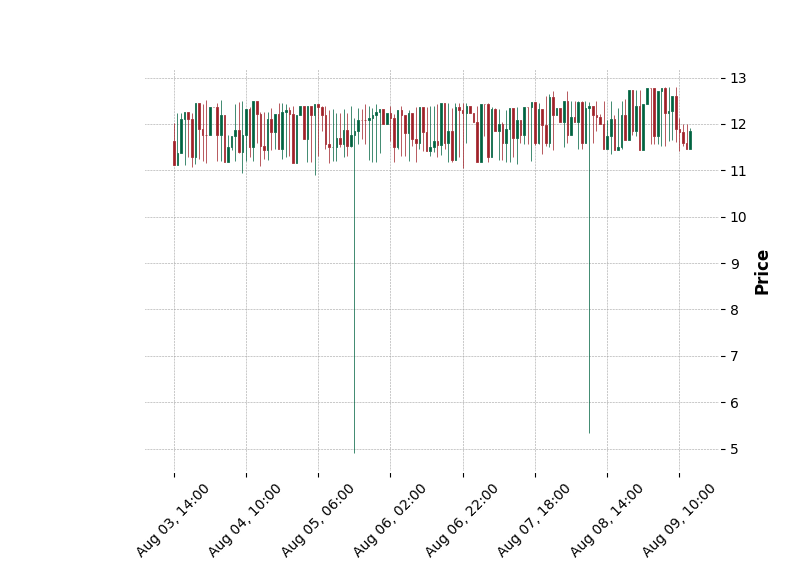 13
12
11
10
9
8
7
6
5
Price
Aug 03, 14:00
Aug 04, 10:00
Aug 05, 06:00
Aug 06, 02:00
Aug 06, 22:00
Aug 07, 18:00
Aug 08, 14:00
Aug 09, 10:00